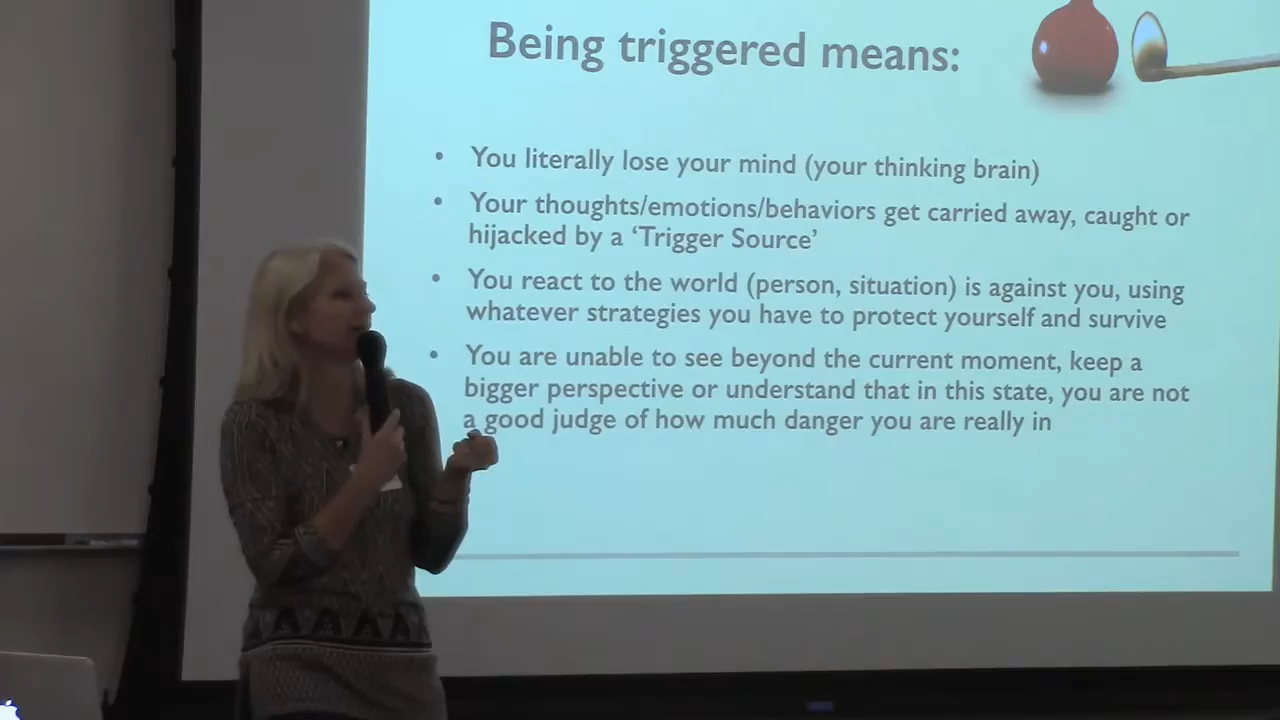 Being triggered means:
• You literally lose your mind (your thinking brain)
• Your thoughts/emotions/behaviors get carried away, caught or
hijacked by a ‘Trigger Source’
• You react to the world (person, situation) is against you, using
whatever strategies you have to protect yourself and survive
• You are unable to see beyond the current moment, keep a
bigger perspective or understand that in this state, you are not
a good judge of how much danger you are really in